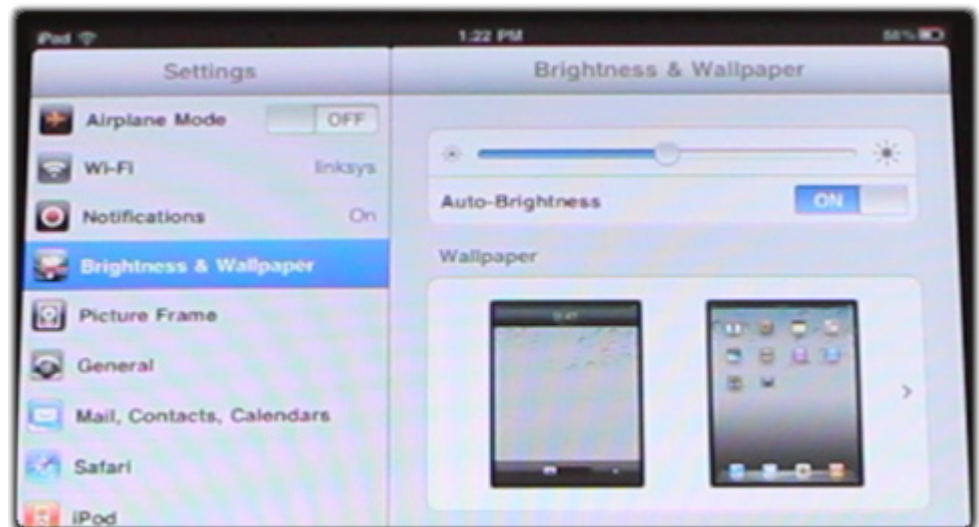 iPod 1:22 PM
Settings
Brightness & Wallpaper
Airplane Mode OFF
Wi-Fi linksys
Notifications On
Brightness & Wallpaper
Picture Frame
General
Mail, Contacts, Calendars
Safari
iPod
Auto-Brightness ON
Wallpaper